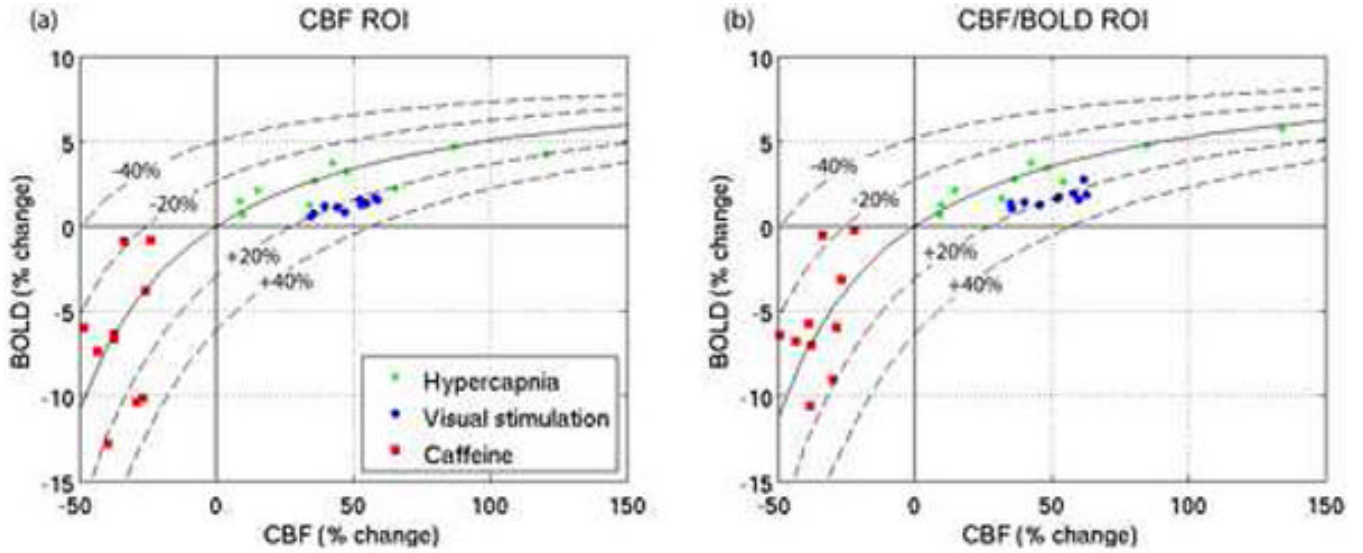 (a) CBF ROI
10
5
0
-5
-10
-15
-50 0 50 100 150
BOLD (% change)
CBF (% change)
-40%
-20%
+20%
+40%
Hypercapnia
Visual stimulation
Caffeine
(b) CBF/BOLD ROI
10
5
0
-5
-10
-15
-50 0 50 100 150
BOLD (% change)
CBF (% change)
-40%
-20%
+20%
+40%